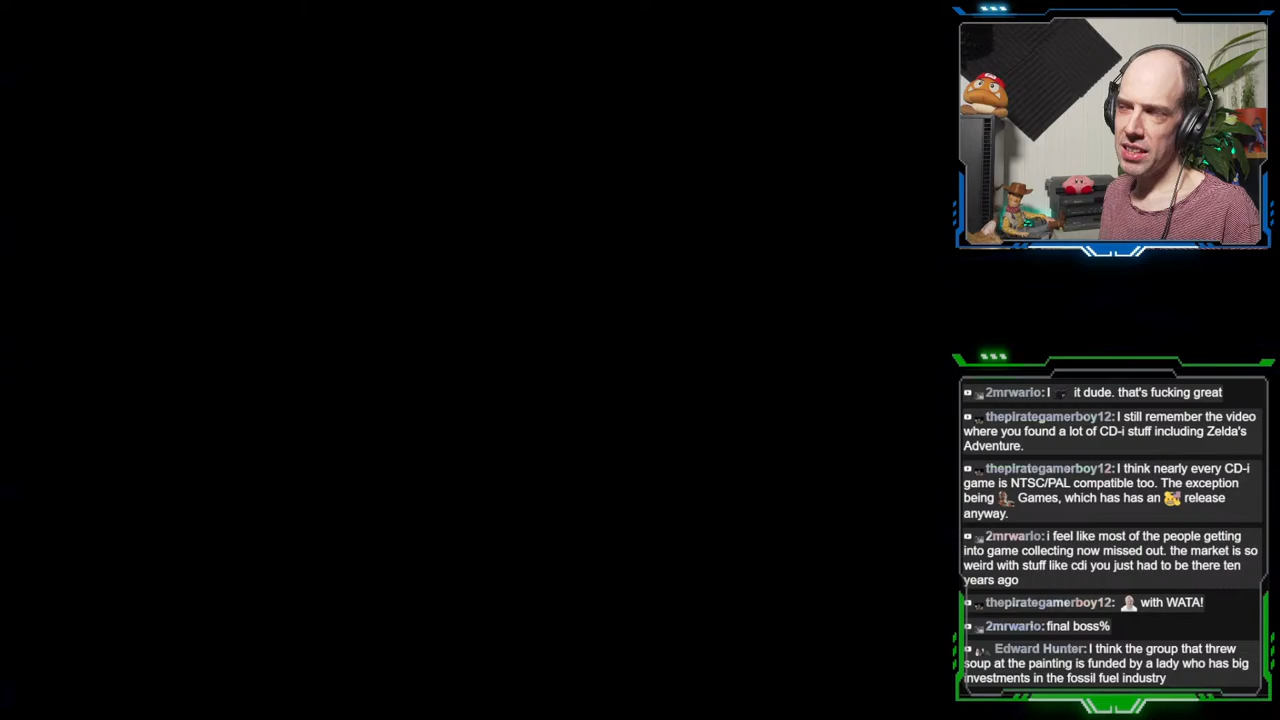 2mrwario: I it dude. that's fucking great
thepirategamerboy12: I still remember the video
where you found a lot of CD-i stuff including Zelda's
Adventure.
thepirategamerboy12: I think nearly every CD-i
game is NTSC/PAL compatible too. The exception
being Games, which has has an release
anyway.
2mrwario: i feel like most of the people getting
into game collecting now missed out. the market is so
weird with stuff like cdi you just had to be there ten
years ago
thepirategamerboy12: with WATA!
2mrwario: final boss%
Edward Hunter: I think the group that threw
soup at the painting is funded by a lady who has big
investments in the fossil fuel industry